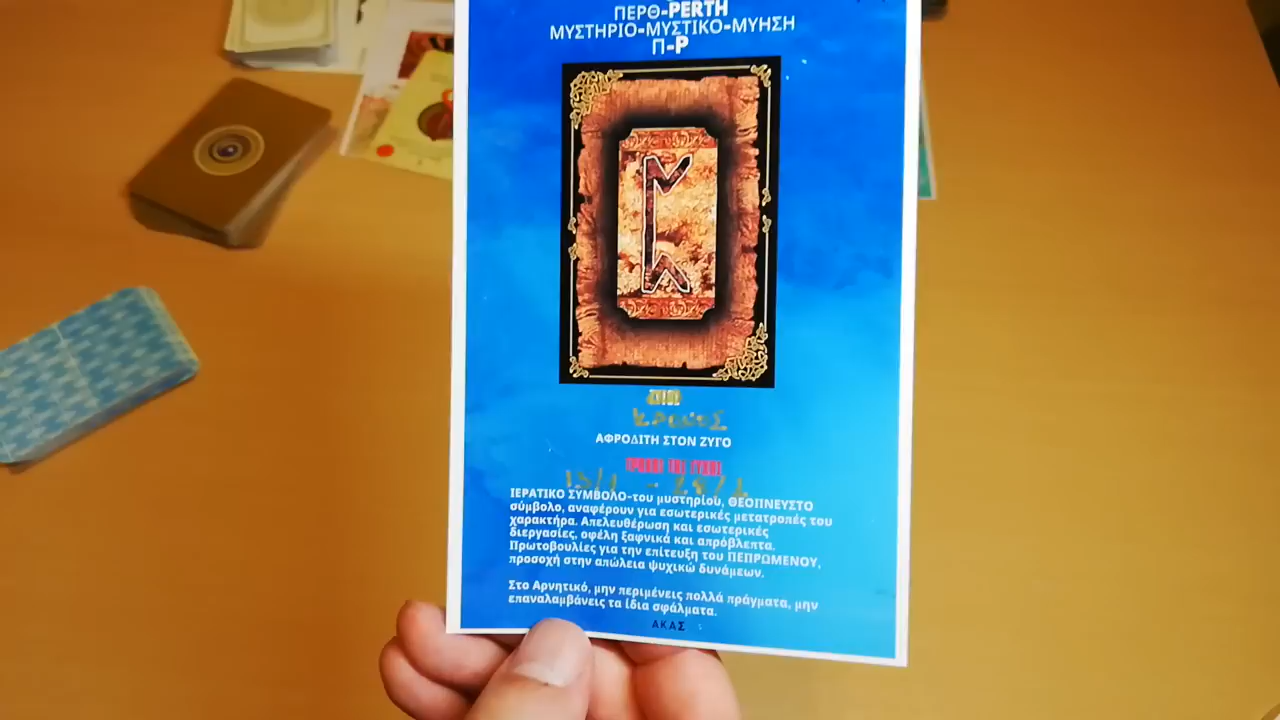 ΠΕΡΘ-PERTH
ΜΥΣΤΗΡΙΟ-ΜΥΣΤΙΚΟ-ΜΥΗΣΗ
Π-P
ΚΡΟΝΟΣ
ΑΦΡΟΔΙΤΗ ΣΤΟΝ ΖΥΓΟ
ΙΕΡΑΤΙΚΟ ΣΥΜΒΟΛΟ-του μυστηρίου, ΘΕΟΠΝΕΥΣΤΟ
σύμβολο, αναφέρουν για εσωτερικές μετατροπές του
χαρακτήρα. Απελευθέρωση και εσωτερικές
διεργασίες, οφέλη ξαφνικά και απρόβλεπτα.
Πρωτοβουλίες για την επίτευξη του ΠΕΠΡΩΜΕΝΟΥ,
προσοχή στην απώλεια ψυχικώ δυνάμεων.
Στο Αρνητικό, μην περιμένεις πολλά πράγματα, μην
επαναλαμβάνεις τα ίδια σφάλματα.
ΑΚΑΣ